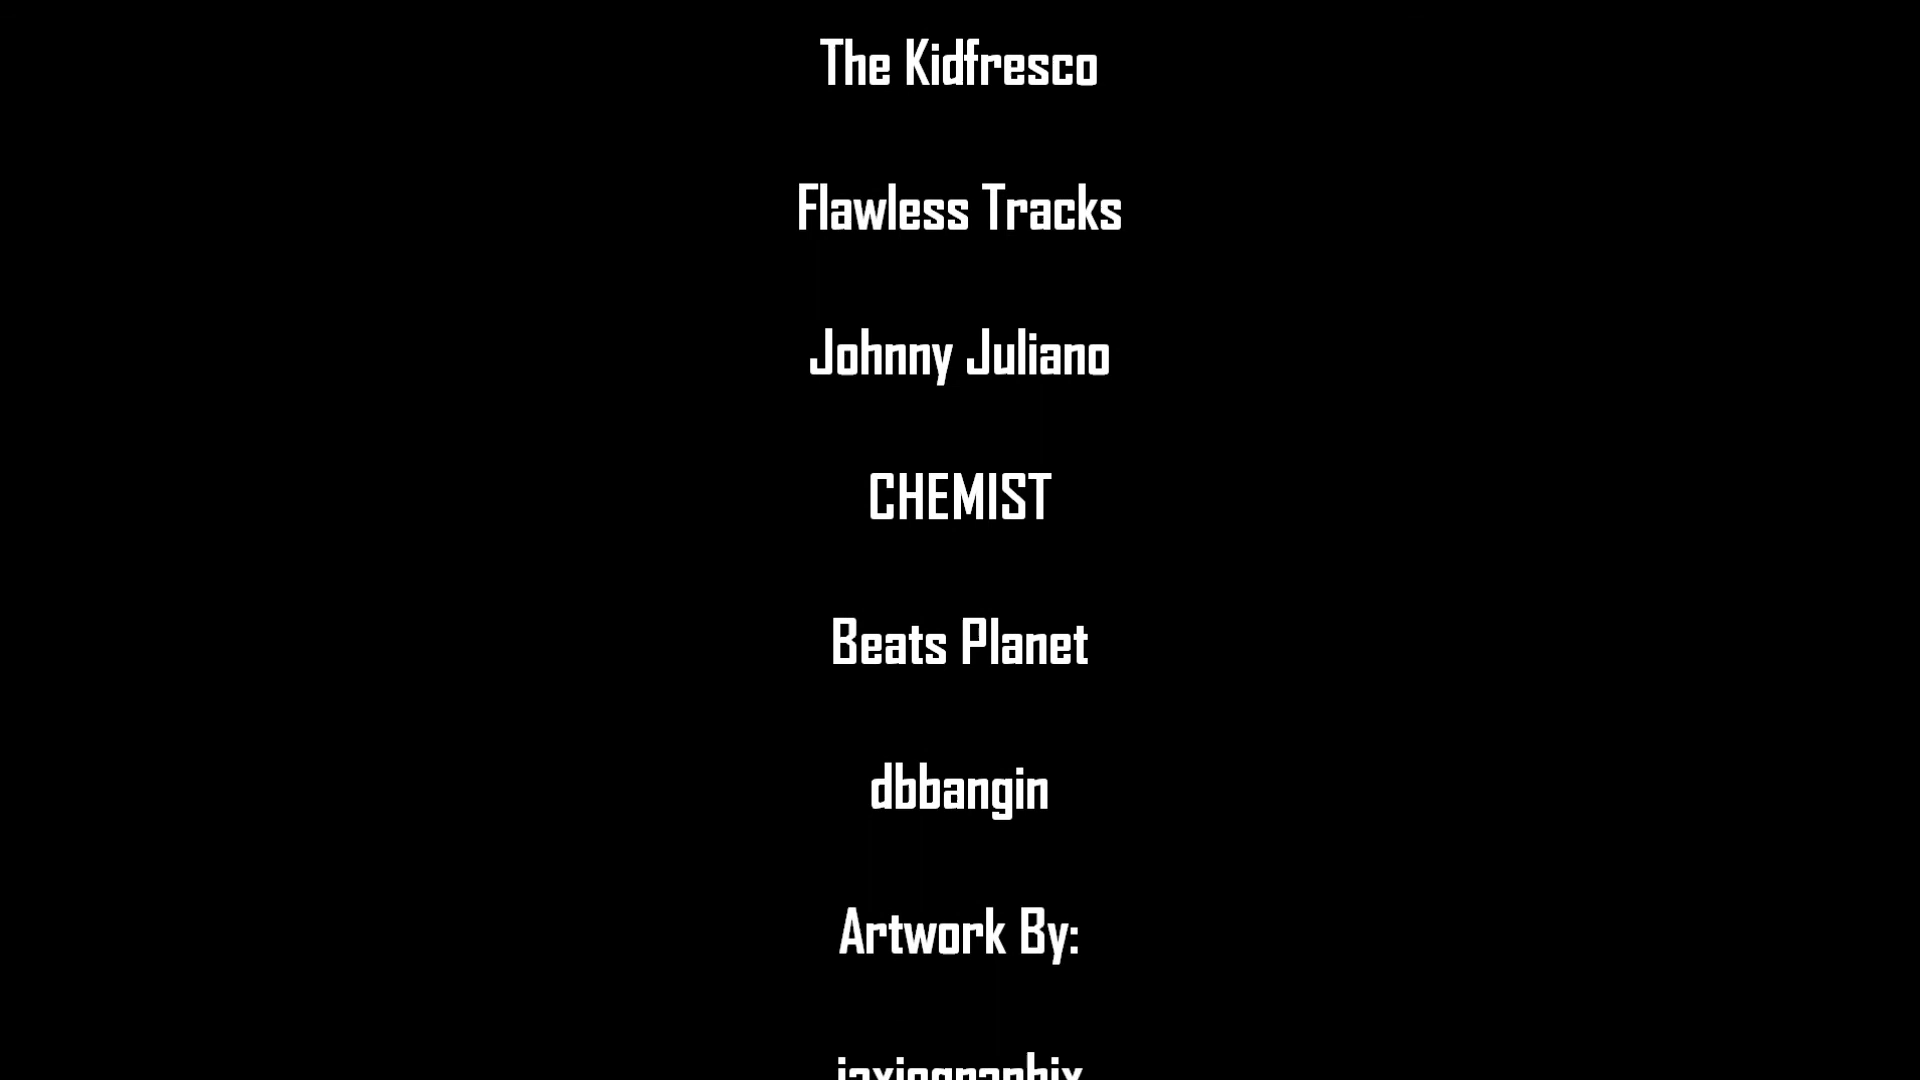 The Kidfresco
Flawless Tracks
Johnny Juliano
CHEMIST
Beats Planet
dbbangin
Artwork By: